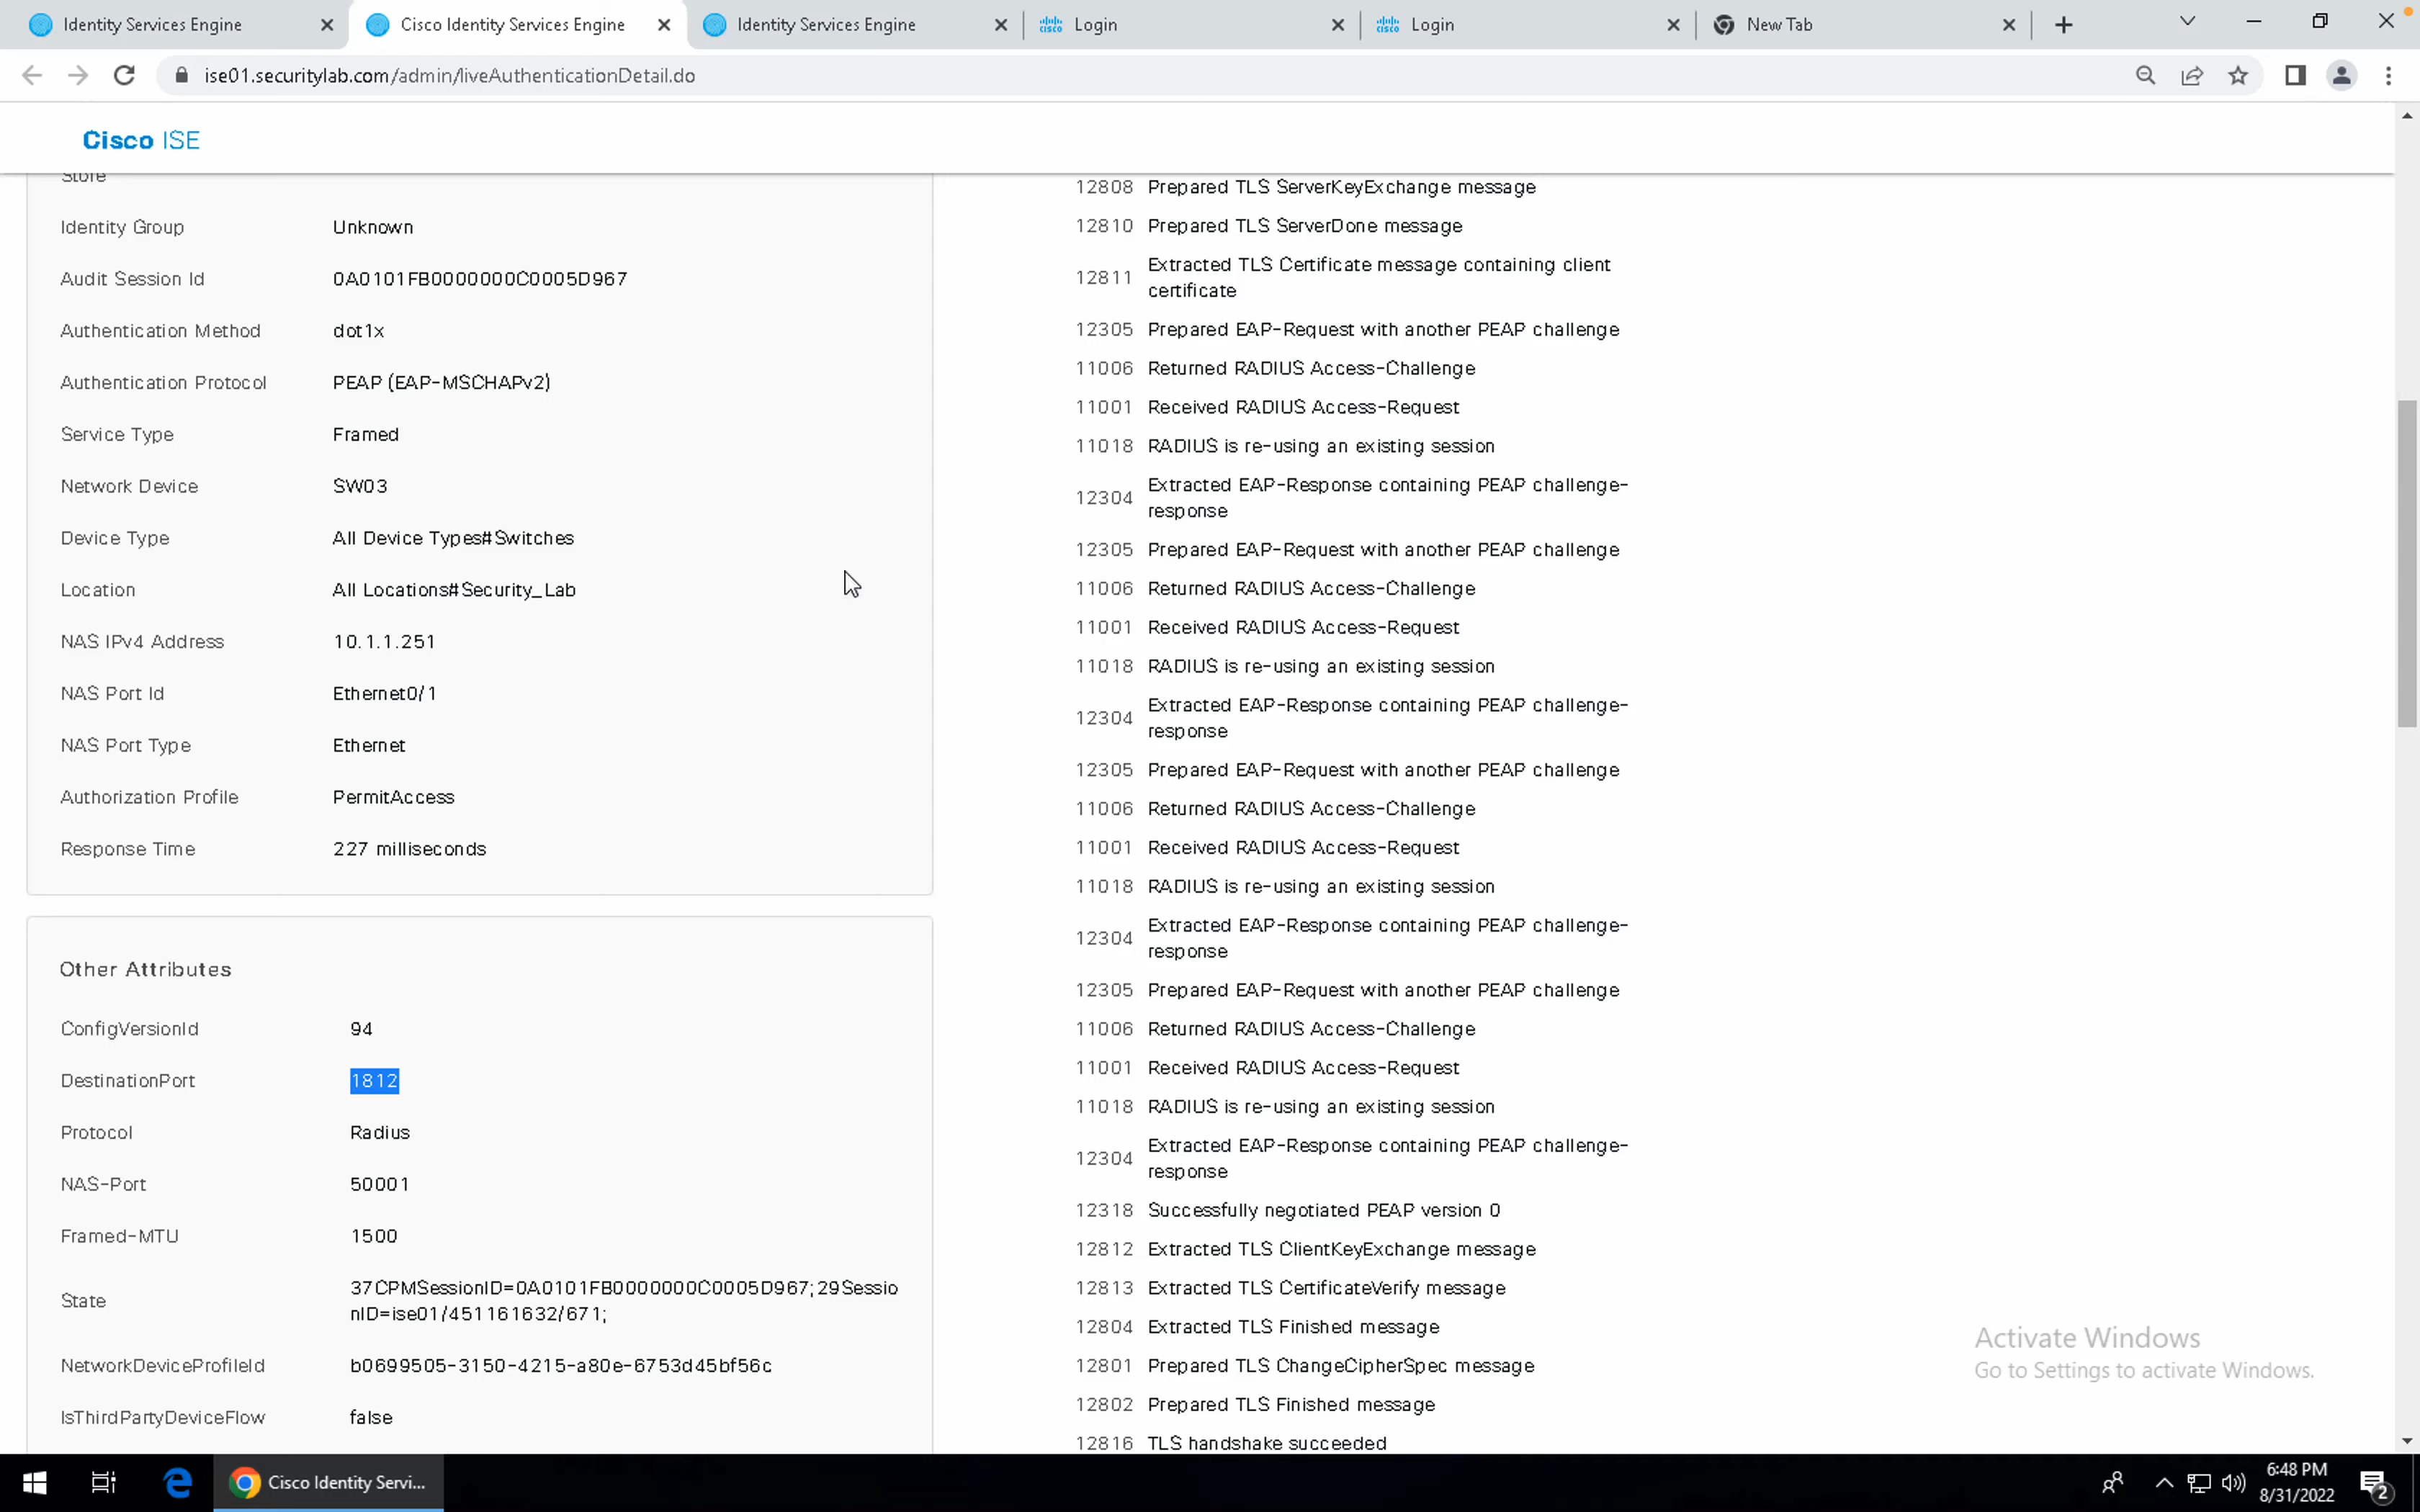 Identity Services Engine
Cisco Identity Services Engine
Identity Services Engine
Login
Login
New Tab
ise01.securitylab.com/admin/liveAuthenticationDetail.do
Cisco ISE
Store
Identity Group Unknown
Audit Session Id 0A0101FB0000000C0005D967
Authentication Method dot1x
Authentication Protocol PEAP (EAP-MSCHAPv2)
Service Type Framed
Network Device SW03
Device Type All Device Types#Switches
Location All Locations#Security_Lab
NAS IPv4 Address 10.1.1.251
NAS Port Id Ethernet0/1
NAS Port Type Ethernet
Authorization Profile PermitAccess
Response Time 227 milliseconds
Other Attributes
ConfigVersionId 94
DestinationPort 1812
Protocol Radius
NAS-Port 50001
Framed-MTU 1500
State 37CPMSessionID=0A0101FB0000000C0005D967;29Sessio
nID=ise01/451161632/671;
NetworkDeviceProfileId b0699505-3150-4215-a80e-6753d45bf56c
IsThirdPartyDeviceFlow false
12808 Prepared TLS ServerKeyExchange message
12810 Prepared TLS ServerDone message
12811 Extracted TLS Certificate message containing client
certificate
12305 Prepared EAP-Request with another PEAP challenge
11006 Returned RADIUS Access-Challenge
11001 Received RADIUS Access-Request
11018 RADIUS is re-using an existing session
12304 Extracted EAP-Response containing PEAP challenge-
response
12305 Prepared EAP-Request with another PEAP challenge
11006 Returned RADIUS Access-Challenge
11001 Received RADIUS Access-Request
11018 RADIUS is re-using an existing session
12304 Extracted EAP-Response containing PEAP challenge-
response
12305 Prepared EAP-Request with another PEAP challenge
11006 Returned RADIUS Access-Challenge
11001 Received RADIUS Access-Request
11018 RADIUS is re-using an existing session
12304 Extracted EAP-Response containing PEAP challenge-
response
12305 Prepared EAP-Request with another PEAP challenge
11006 Returned RADIUS Access-Challenge
11001 Received RADIUS Access-Request
11018 RADIUS is re-using an existing session
12304 Extracted EAP-Response containing PEAP challenge-
response
12318 Successfully negotiated PEAP version 0
12812 Extracted TLS ClientKeyExchange message
12813 Extracted TLS CertificateVerify message
12804 Extracted TLS Finished message
12801 Prepared TLS ChangeCipherSpec message
12802 Prepared TLS Finished message
12816 TLS handshake succeeded
Activate Windows
Go to Settings to activate Windows.
Cisco Identity Servi...
6:48 PM
8/31/2022
2